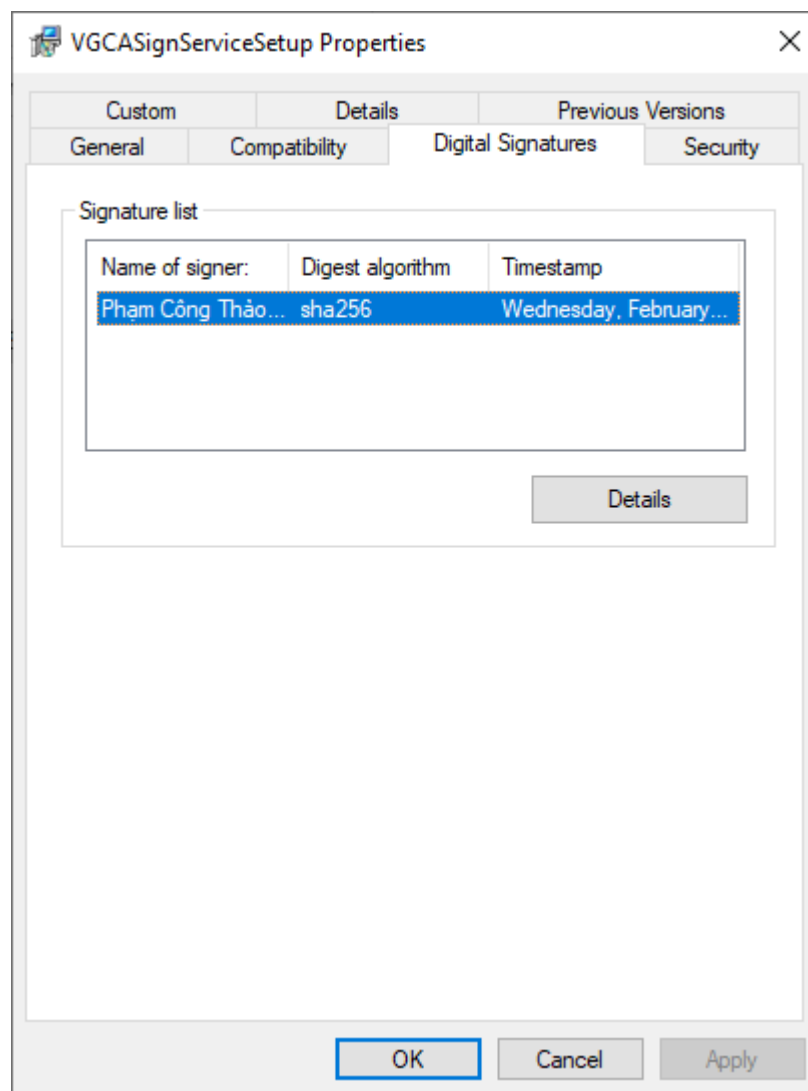 VGCASignServiceSetup Properties
Custom Details Previous Versions
General Compatibility Digital Signatures Security
Signature list
Name of signer: Digest algorithm Timestamp
Phạm Công Thảo... sha256 Wednesday, February...
Details
OK Cancel Apply